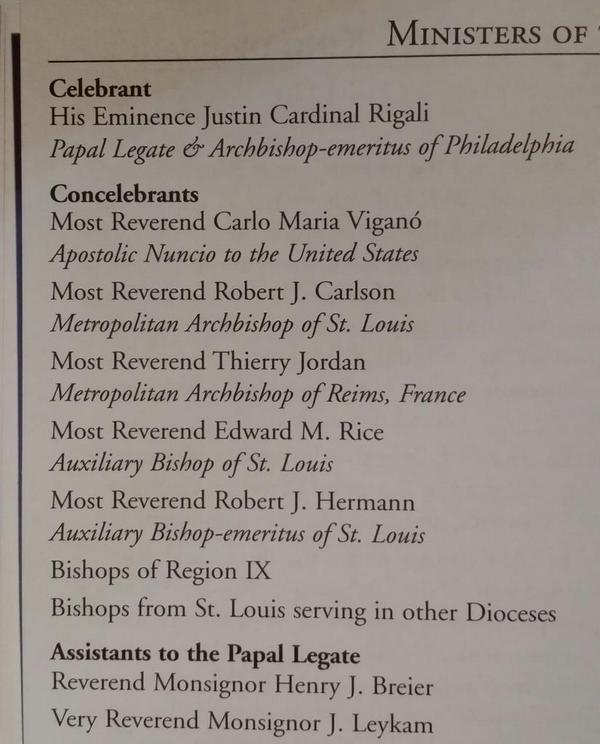 MINISTERS OF
Celebrant
His Eminence Justin Cardinal Rigali
Papal Legate & Archbishop-emeritus of Philadelphia
Concelebrants
Most Reverend Carlo Maria Viganó
Apostolic Nuncio to the United States
Most Reverend Robert J. Carlson
Metropolitan Archbishop of St. Louis
Most Reverend Thierry Jordan
Metropolitan Archbishop of Reims, France
Most Reverend Edward M. Rice
Auxiliary Bishop of St. Louis
Most Reverend Robert J. Hermann
Auxiliary Bishop-emeritus of St. Louis
Bishops of Region IX
Bishops from St. Louis serving in other Dioceses
Assistants to the Papal Legate
Reverend Monsignor Henry J. Breier
Very Reverend Monsignor J. Leykam